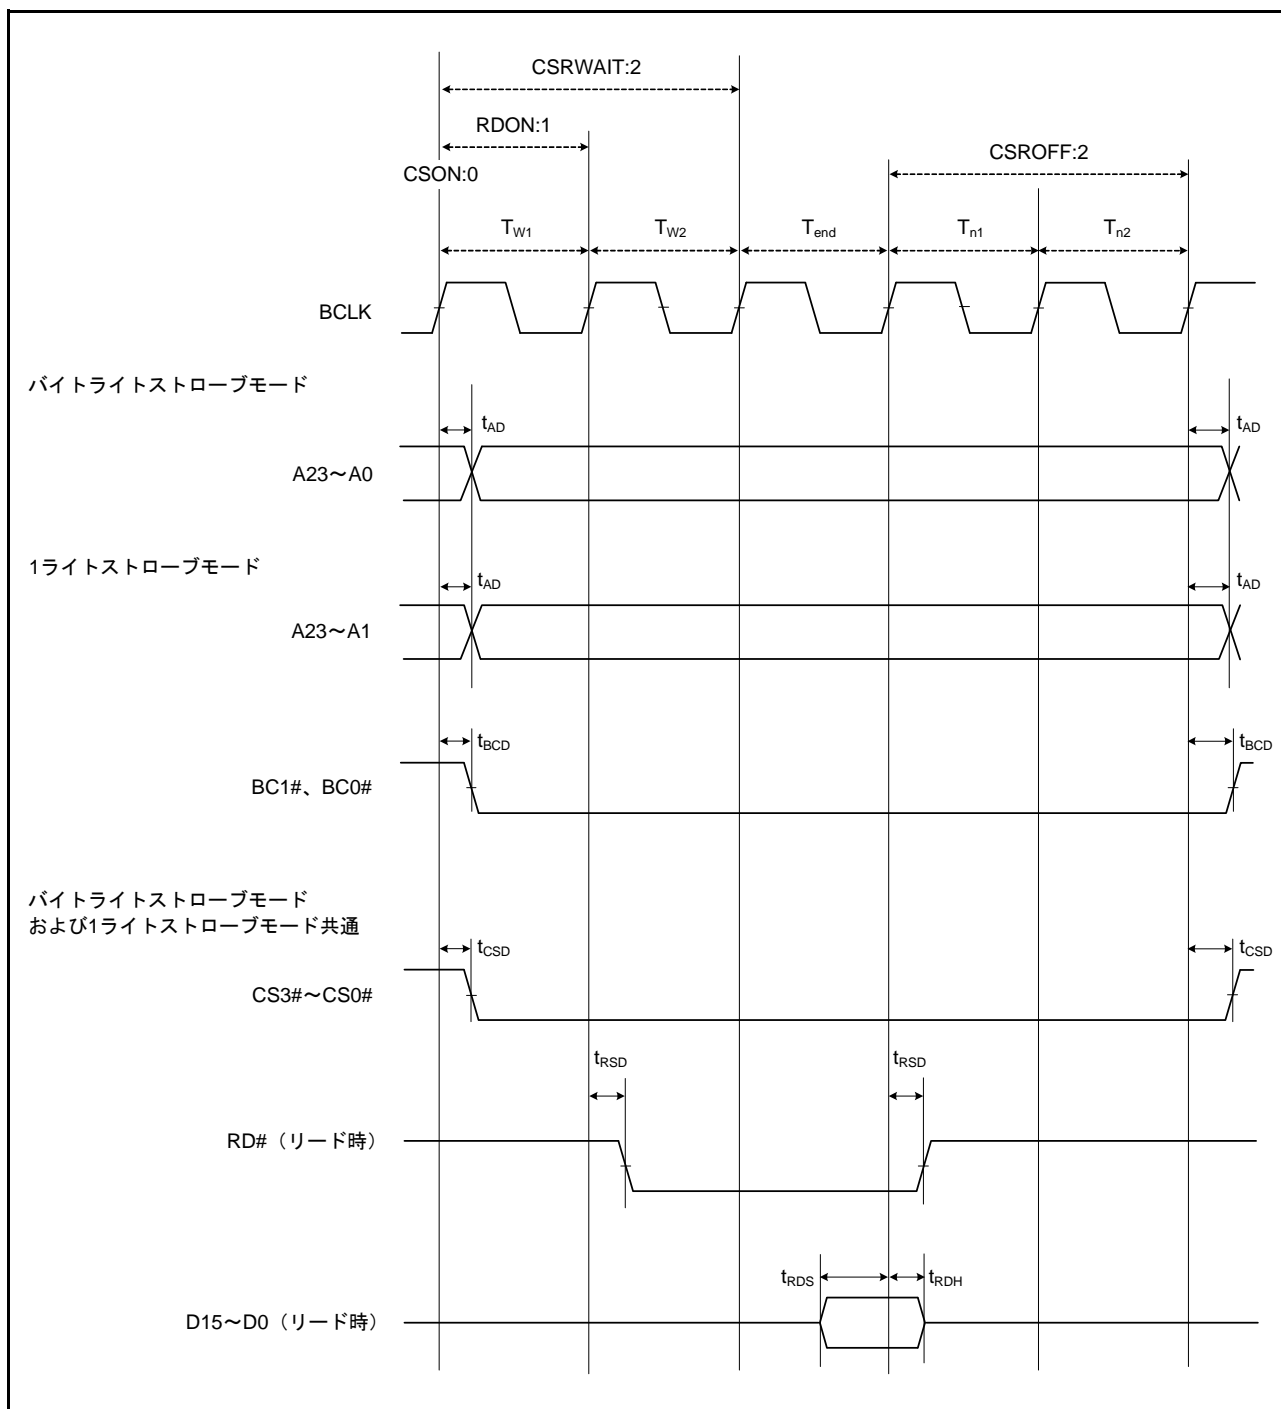 CSRWAIT:2
RDON:1
CSROFF:2
CSON:0
TW1 TW2 Tend Tn1 Tn2
BCLK
バイトライトストローブモード
tAD tAD
A23～A0
1ライトストローブモード
tAD tAD
A23～A1
tBCD tBCD
BC1#、BC0#
バイトライトストローブモード
および1ライトストローブモード共通
tCSD tCSD
CS3#～CS0#
tRSD tRSD
RD#（リード時）
tRDS tRDH
D15～D0（リード時）